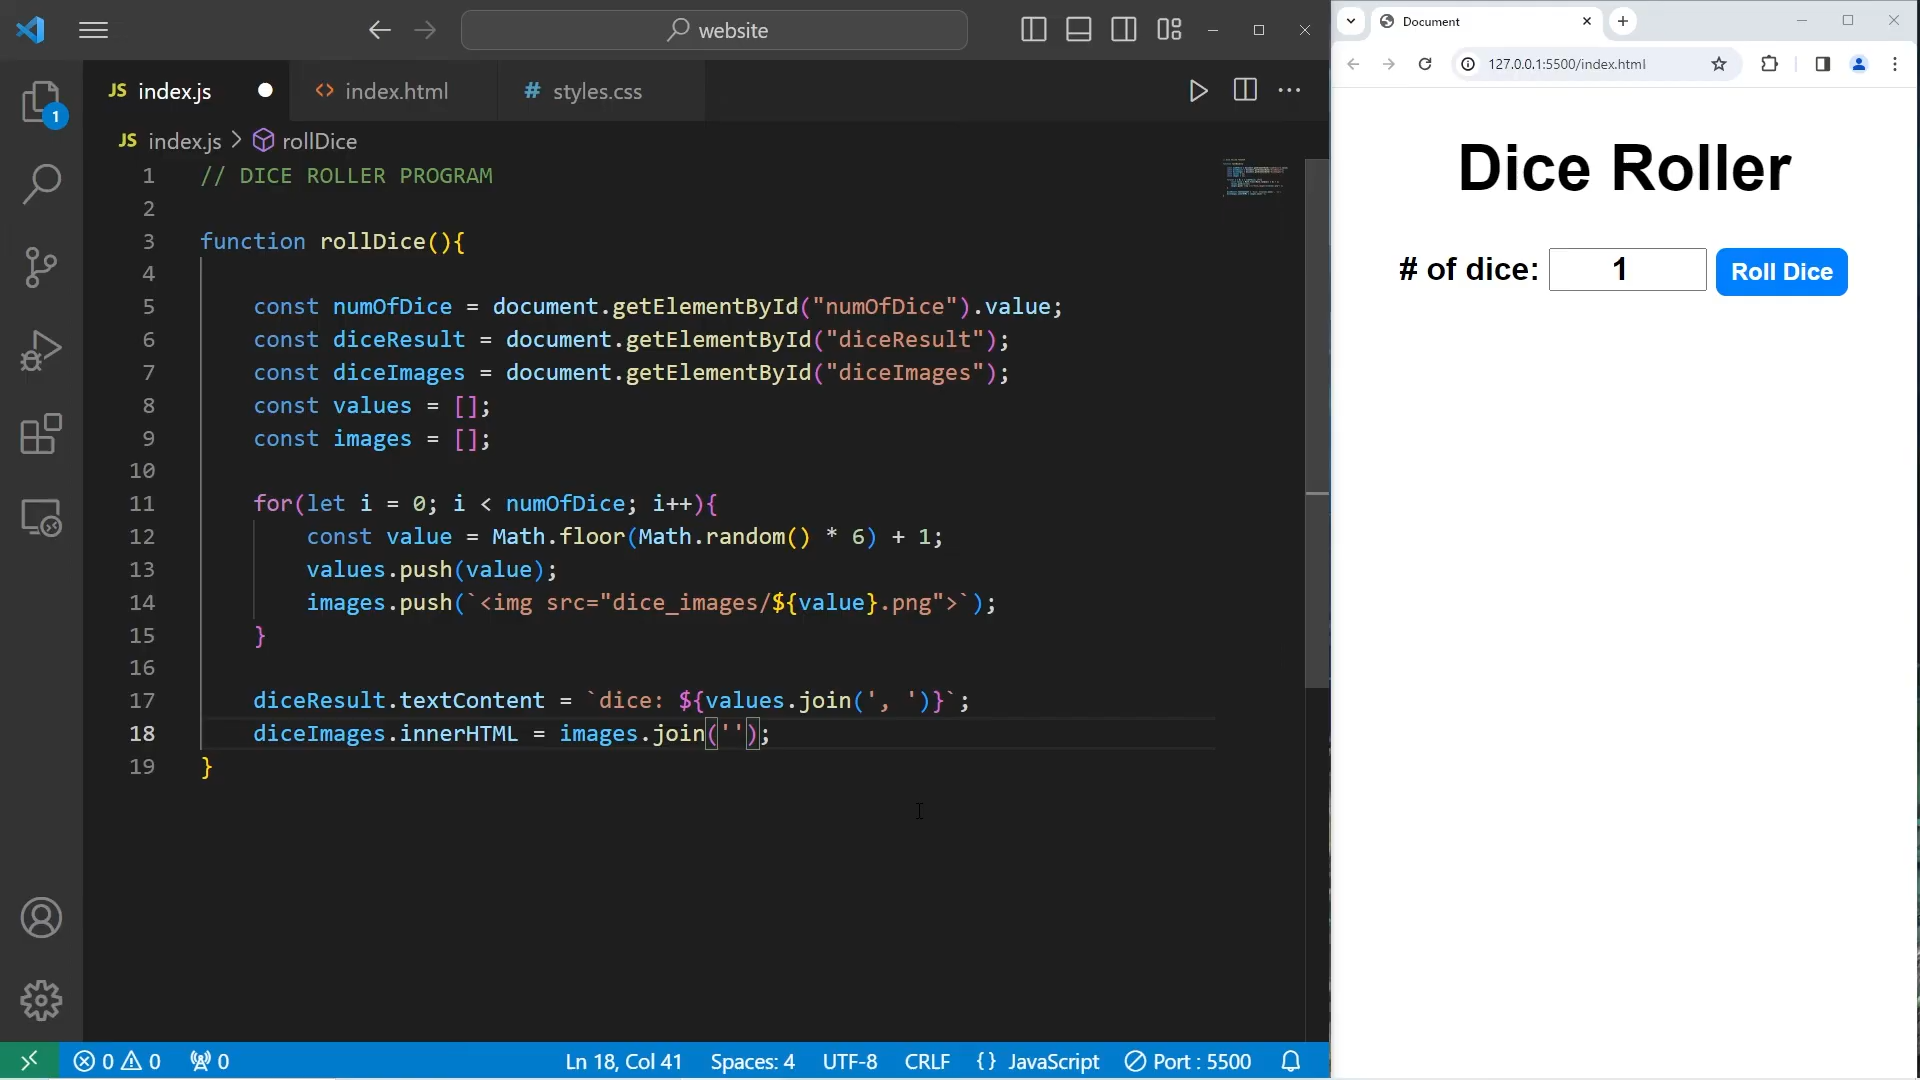 website
JS index.js
<> index.html
# styles.css
JS index.js > rollDice
1 // DICE ROLLER PROGRAM
2
3 function rollDice(){
4
5 const numOfDice = document.getElementById("numOfDice").value;
6 const diceResult = document.getElementById("diceResult");
7 const diceImages = document.getElementById("diceImages");
8 const values = [];
9 const images = [];
10
11 for(let i = 0; i < numOfDice; i++){
12 const value = Math.floor(Math.random() * 6) + 1;
13 values.push(value);
14 images.push(`<img src="dice_images/${value}.png">`);
15 }
16
17 diceResult.textContent = `dice: ${values.join(', ')}`;
18 diceImages.innerHTML = images.join('');
19 }
1
0 0 0 Ln 18, Col 41 Spaces: 4 UTF-8 CRLF {} JavaScript Port : 5500
Document
127.0.0.1:5500/index.html
Dice Roller
# of dice: 1 Roll Dice